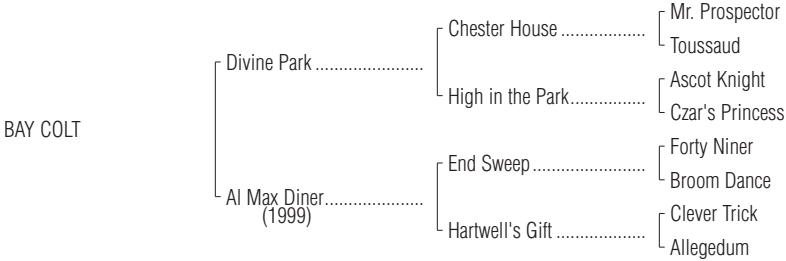 Mr. Prospector
Chester House ..................
Toussaud
Divine Park .......................
Ascot Knight
High in the Park................
Czar's Princess
BAY COLT
Forty Niner
End Sweep........................
Broom Dance
Al Max Diner.....................
(1999)
Clever Trick
Hartwell's Gift ...................
Allegedum